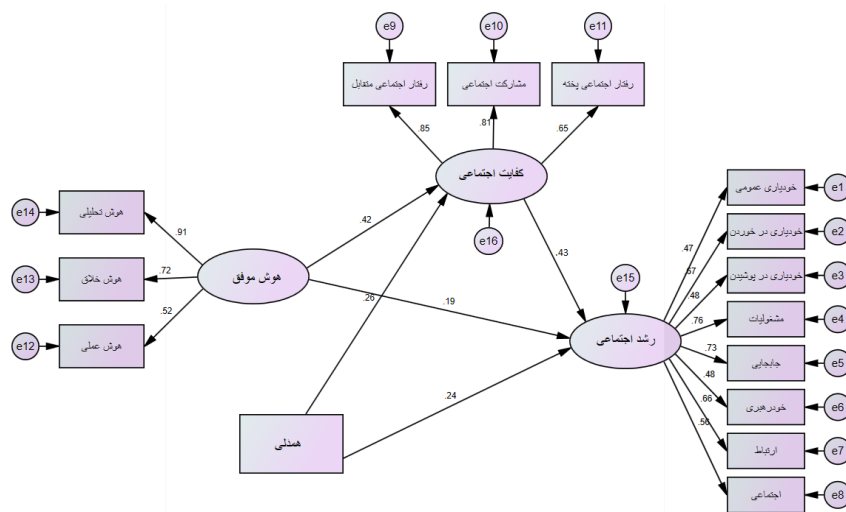 e9
e10
e11
رفتار اجتماعی متقابل
مشارکت اجتماعی
رفتار اجتماعی پخته
.85
.81
.65
کفایت اجتماعی
e16
e14
هوش تحلیلی
.91
e13
هوش خلاق
.72
e12
هوش عملی
.52
هوش موفق
.42
.26
.19
.43
.24
همدلی
e15
رشد اجتماعی
.47
خودیاری عمومی
e1
.67
خودیاری در خوردن
e2
.48
خودیاری در پوشیدن
e3
.76
مشغولیات
e4
.73
جابجایی
e5
.48
خودرهبری
e6
.66
ارتباط
e7
.56
اجتماعی
e8